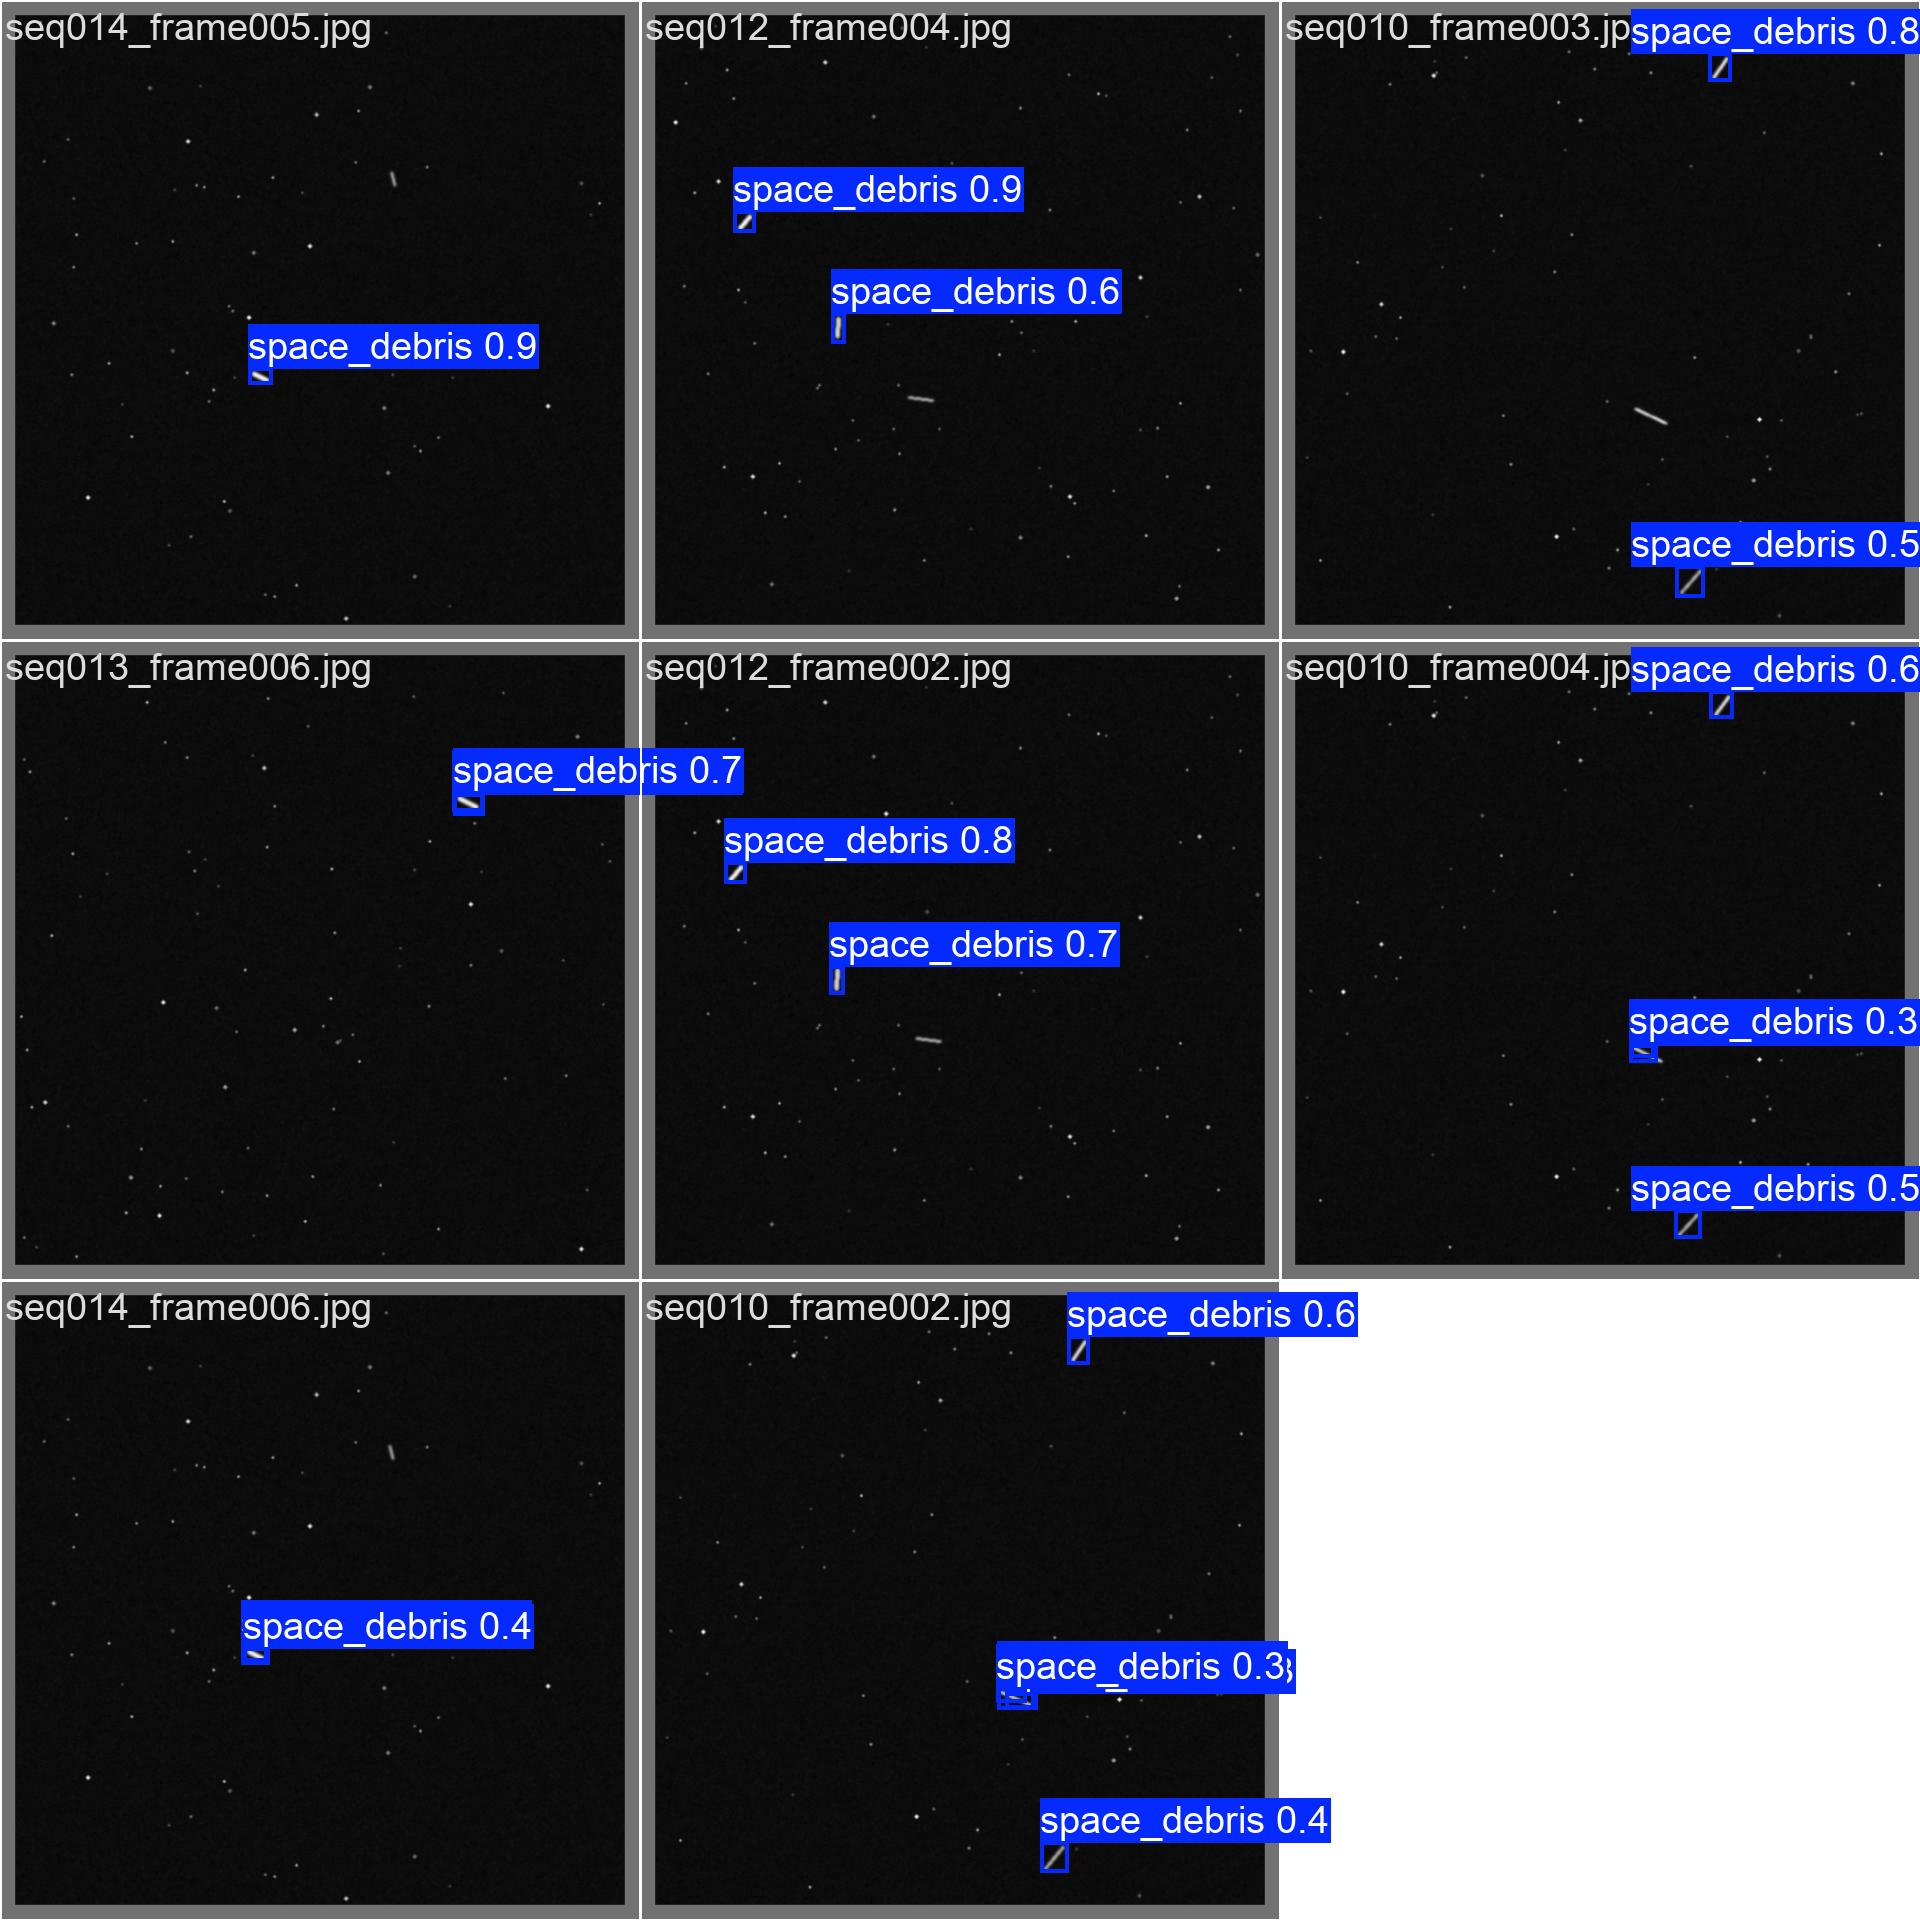 seq014_frame005.jpg
space_debris 0.9
seq012_frame004.jpg
space_debris 0.9
space_debris 0.6
seq010_frame003.jp
space_debris 0.8
space_debris 0.5
seq013_frame006.jpg
space_debris 0.7
seq012_frame002.jpg
space_debris 0.8
space_debris 0.7
seq010_frame004.jp
space_debris 0.6
space_debris 0.3
space_debris 0.5
seq014_frame006.jpg
space_debris 0.4
seq010_frame002.jpg
space_debris 0.6
space_debris 0.3
space_debris 0.4